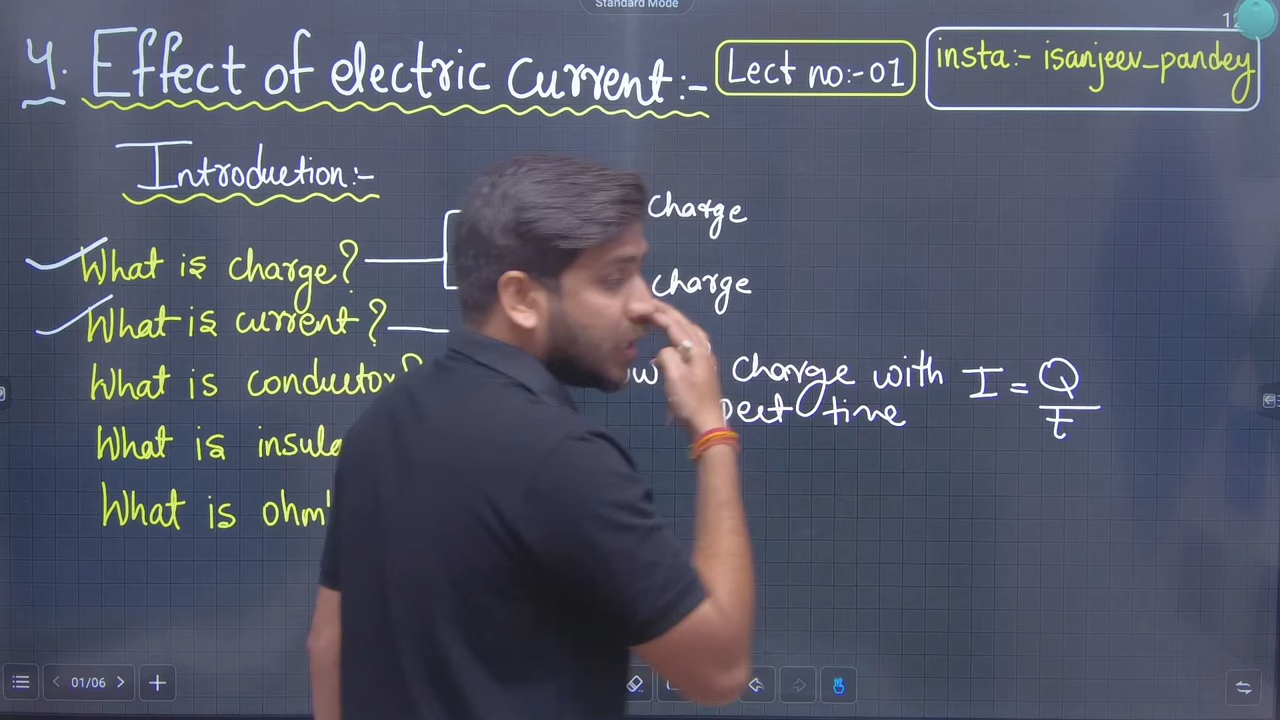 Standard Mode
4. Effect of electric current:- Lect no:-01 insta:- isanjeev_pandey
Introduction:-
charge
What is charge?
charge
What is current?
charge with I = Q/t
What is conductor?
time
What is
What is ohm'
01/06